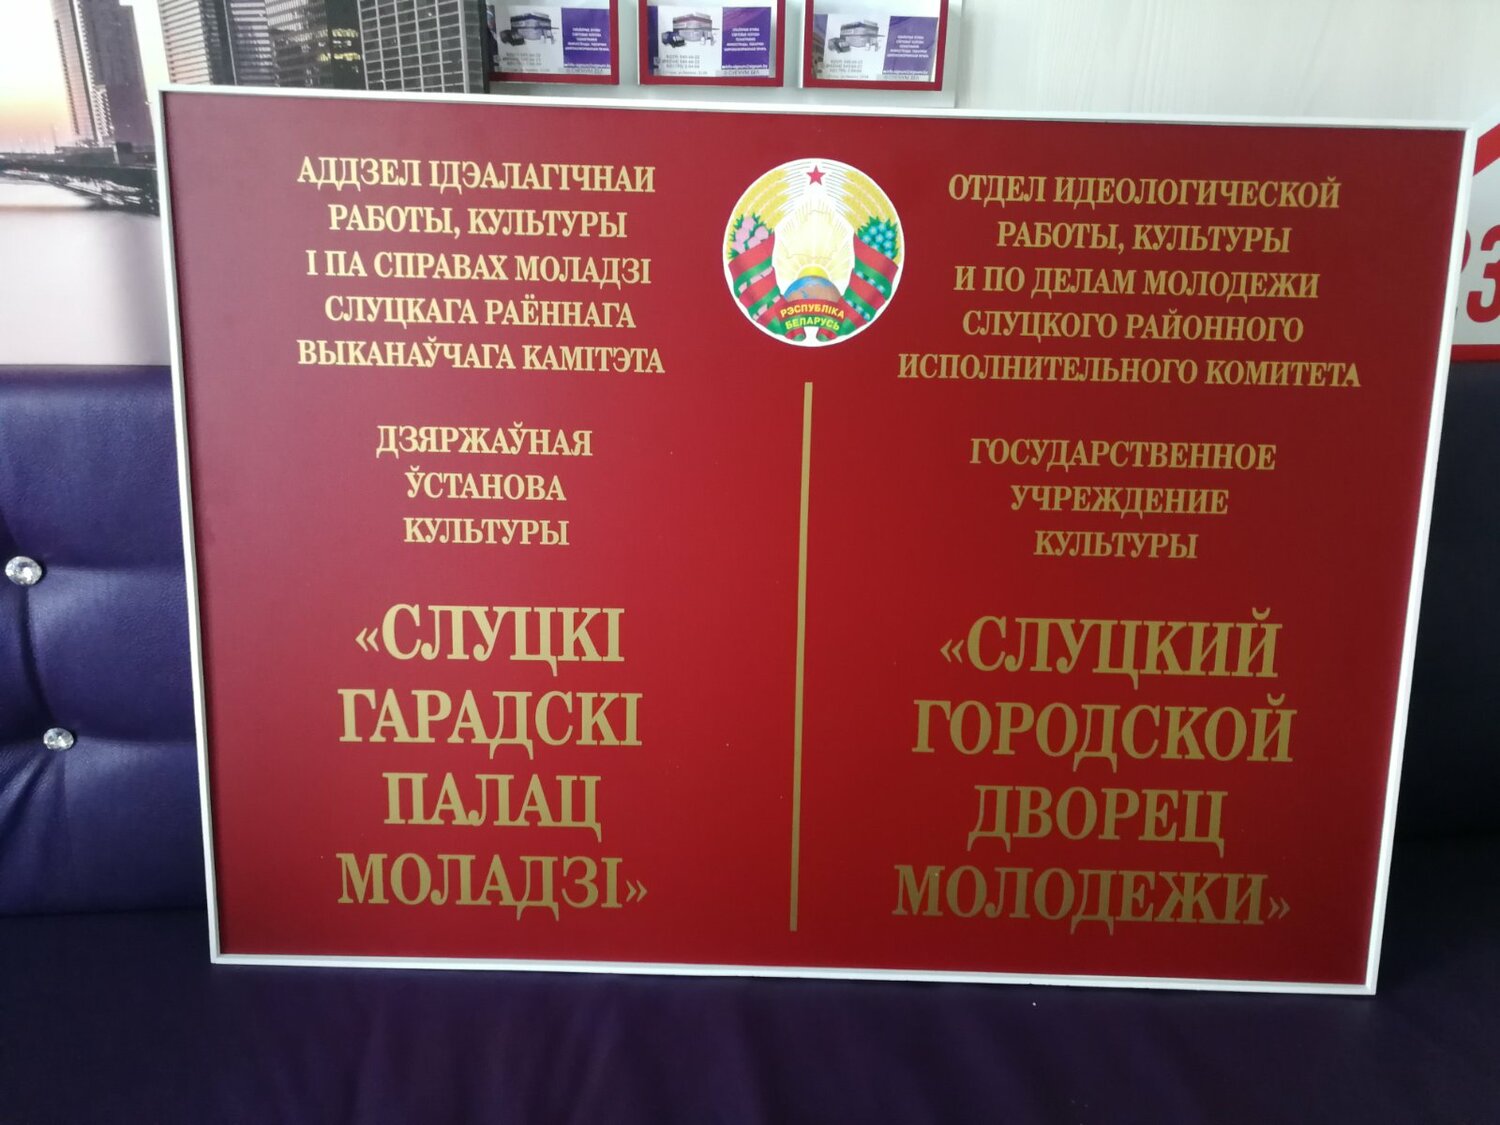 АДДЗЕЛ ІДЭАЛАГІЧНАИ
РАБОТЫ, КУЛЬТУРЫ
І ПА СПРАВАХ МОЛАДЗІ
СЛУЦКАГА РАЁННАГА
ВЫКАНАЎЧАГА КАМІТЭТА
ДЗЯРЖАЎНАЯ
ЎСТАНОВА
КУЛЬТУРЫ
«СЛУЦКІ
ГАРАДСКІ
ПАЛАЦ
МОЛАДЗІ»
РЭСПУБЛІКА
БЕЛАРУСЬ
ОТДЕЛ ИДЕОЛОГИЧЕСКОЙ
РАБОТЫ, КУЛЬТУРЫ
И ПО ДЕЛАМ МОЛОДЕЖИ
СЛУЦКОГО РАЙОННОГО
ИСПОЛНИТЕЛЬНОГО КОМИТЕТА
ГОСУДАРСТВЕННОЕ
УЧРЕЖДЕНИЕ
КУЛЬТУРЫ
«СЛУЦКИЙ
ГОРОДСКОЙ
ДВОРЕЦ
МОЛОДЕЖИ»